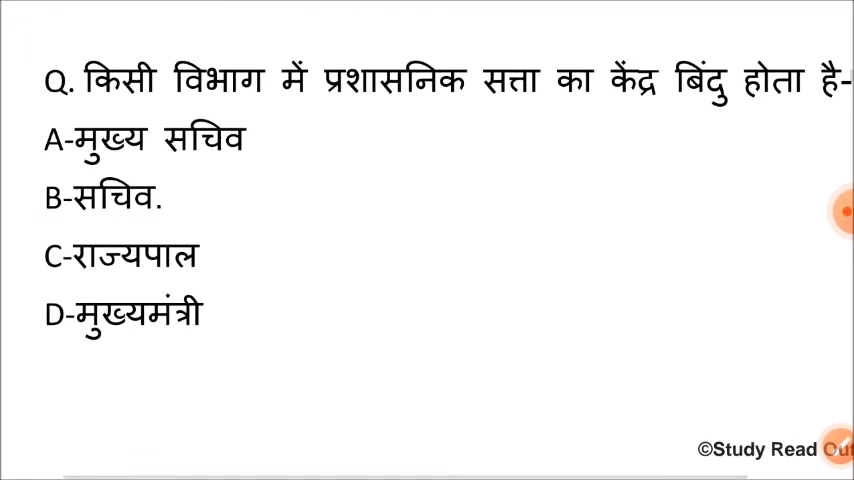 Q. किसी विभाग में प्रशासनिक सत्ता का केंद्र बिंदु होता है-
A-मुख्य सचिव
B-सचिव.
C-राज्यपाल
D-मुख्यमंत्री
©Study Read Out